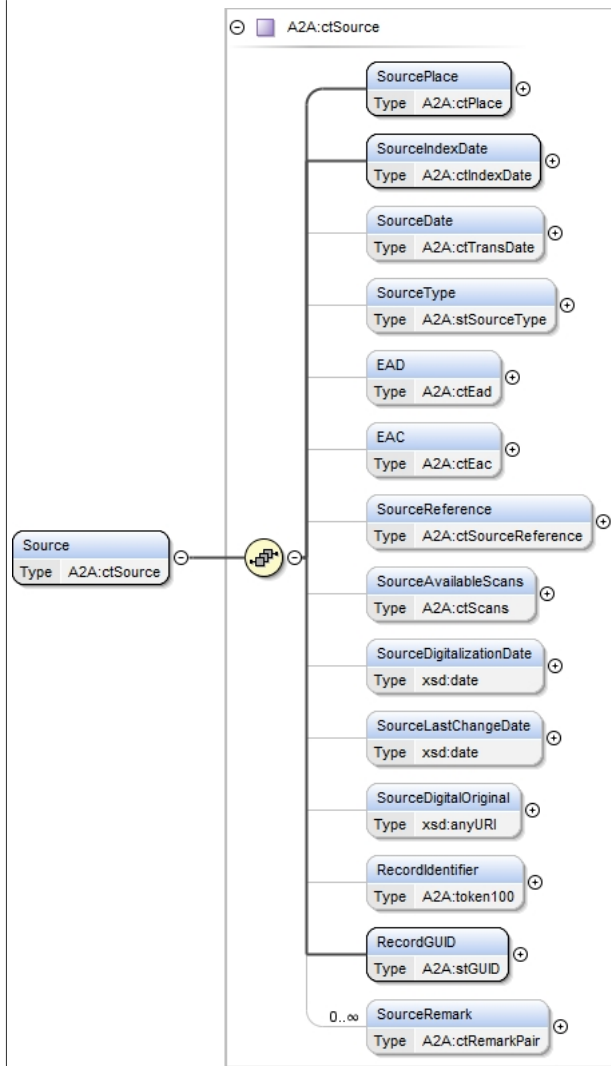 A2A:ctSource
SourcePlace
Type A2A:ctPlace
SourceIndexDate
Type A2A:ctIndexDate
SourceDate
Type A2A:ctTransDate
SourceType
Type A2A:stSourceType
EAD
Type A2A:ctEad
EAC
Type A2A:ctEac
SourceReference
Type A2A:ctSourceReference
Source
Type A2A:ctSource
SourceAvailableScans
Type A2A:ctScans
SourceDigitalizationDate
Type xsd:date
SourceLastChangeDate
Type xsd:date
SourceDigitalOriginal
Type xsd:anyURI
RecordIdentifier
Type A2A:token100
RecordGUID
Type A2A:stGUID
0..∞ SourceRemark
Type A2A:ctRemarkPair